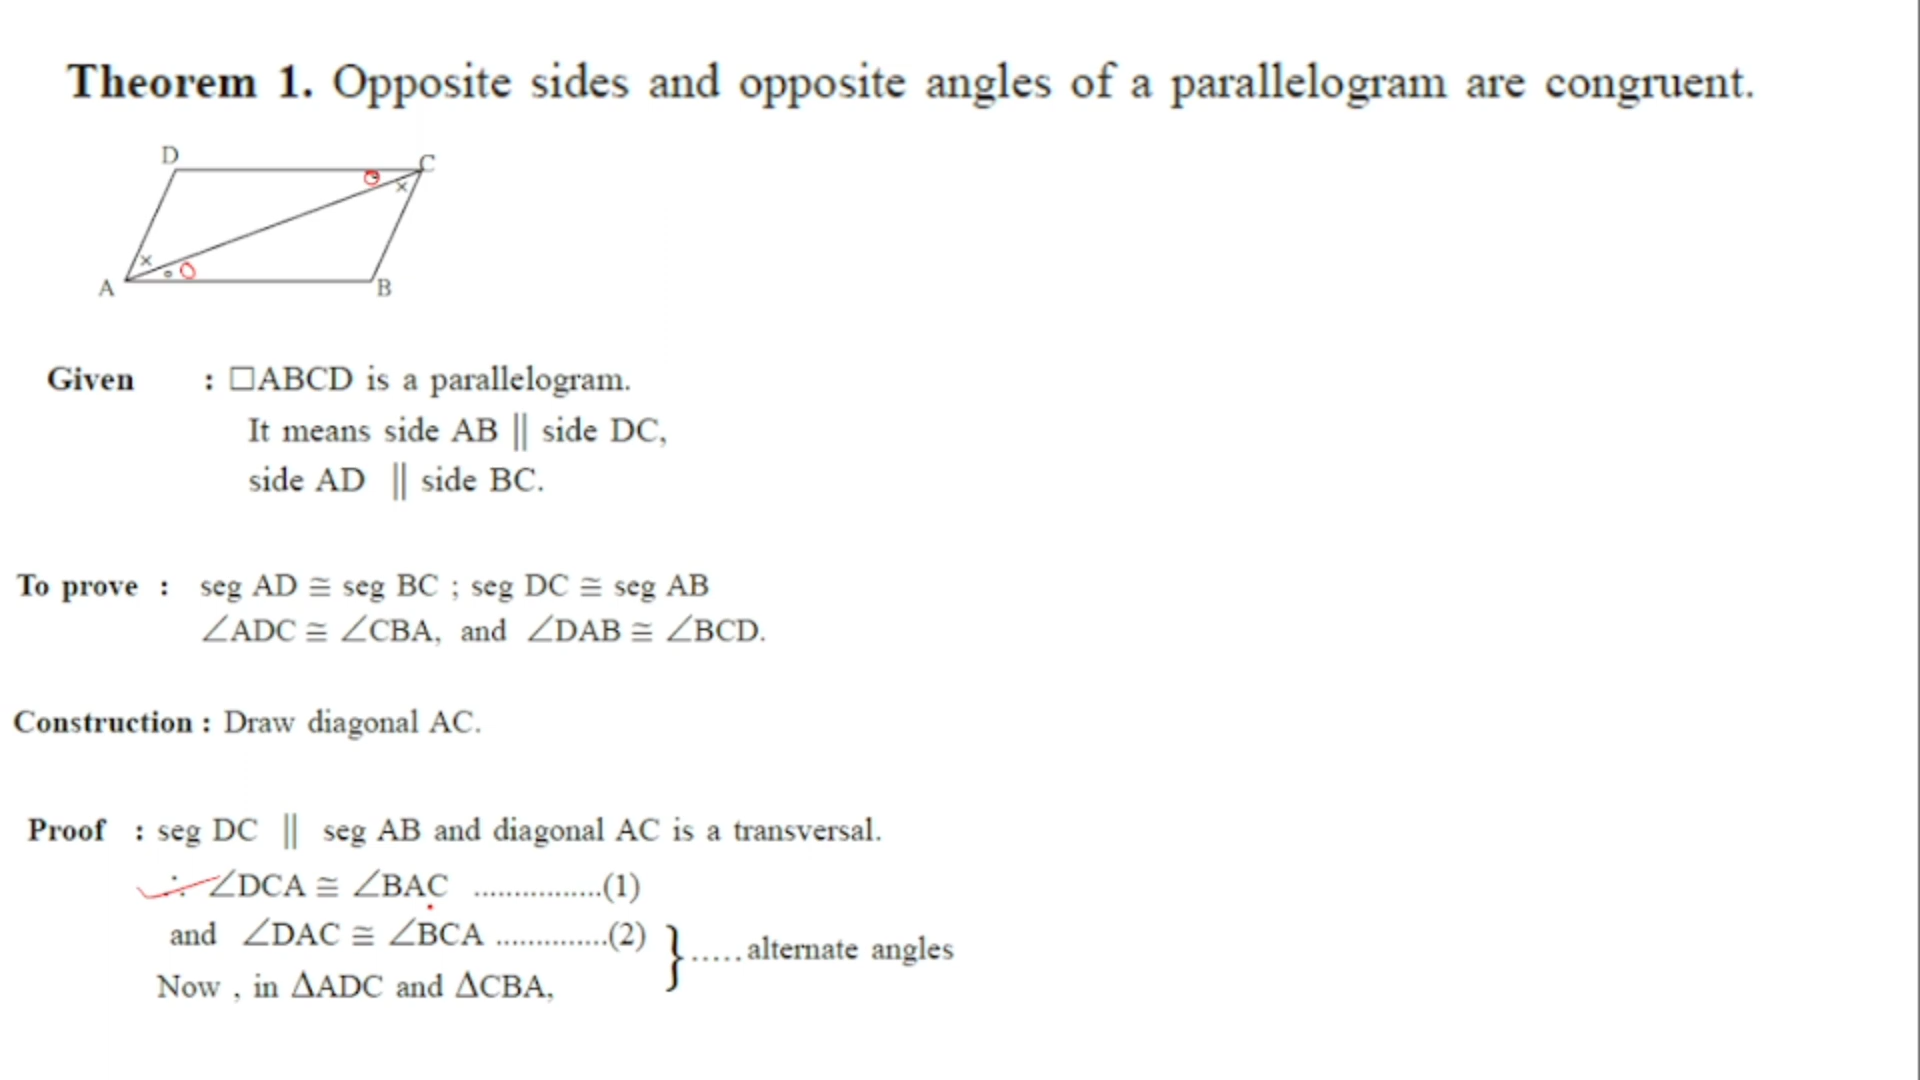 Theorem 1. Opposite sides and opposite angles of a parallelogram are congruent.
D
C
×
×
A
B
Given : □ABCD is a parallelogram.
It means side AB || side DC,
side AD || side BC.
To prove : seg AD ≅ seg BC ; seg DC ≅ seg AB
∠ADC ≅ ∠CBA, and ∠DAB ≅ ∠BCD.
Construction : Draw diagonal AC.
Proof : seg DC || seg AB and diagonal AC is a transversal.
∴ ∠DCA ≅ ∠BAC ................(1)
and ∠DAC ≅ ∠BCA ..............(2)
} ..... alternate angles
Now , in ΔADC and ΔCBA,